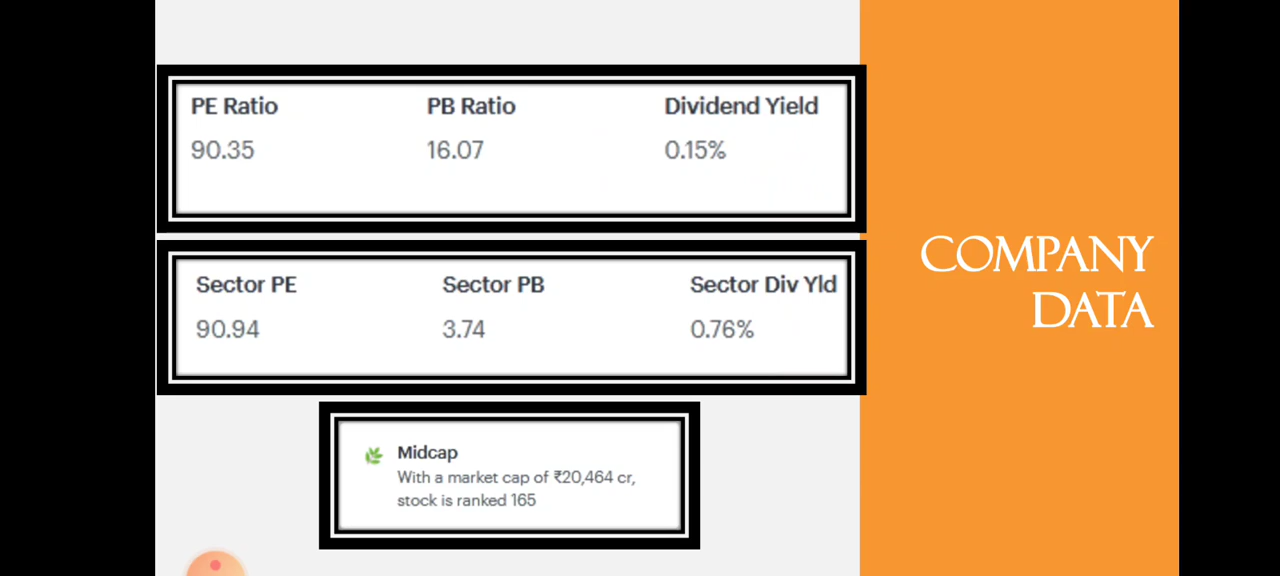 PE Ratio PB Ratio Dividend Yield
90.35 16.07 0.15%
Sector PE Sector PB Sector Div Yld
90.94 3.74 0.76%
COMPANY
DATA
Midcap
With a market cap of ₹20,464 cr,
stock is ranked 165